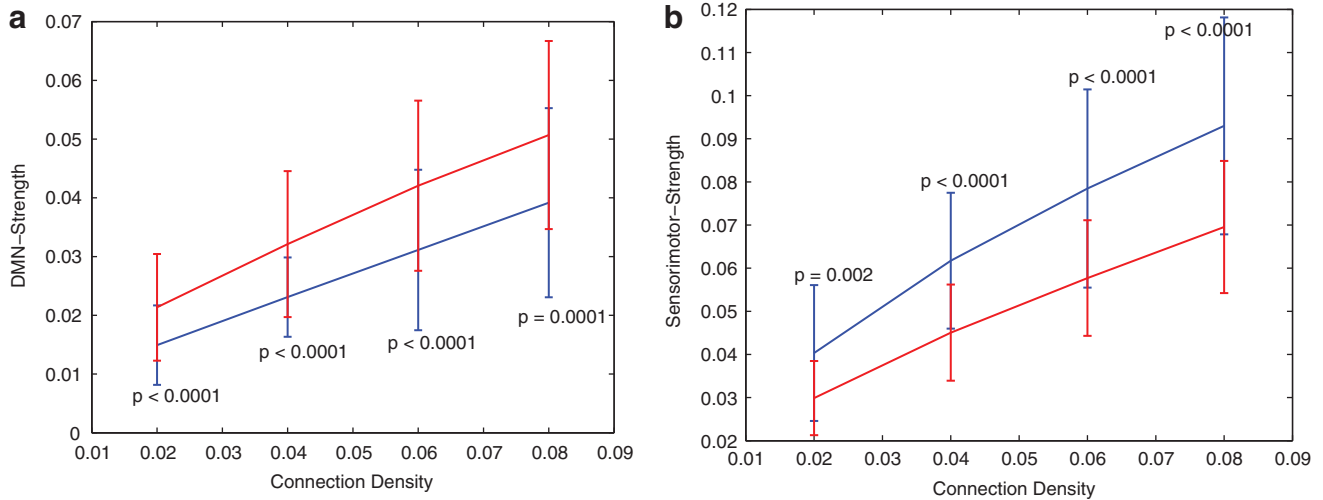 a
0.07
0.06
0.05
0.04
0.03
0.02
0.01
0
DMN–Strength
p < 0.0001
p < 0.0001
p < 0.0001
p = 0.0001
0.01 0.02 0.03 0.04 0.05 0.06 0.07 0.08 0.09
Connection Density
b
0.12
0.11
0.1
0.09
0.08
0.07
0.06
0.05
0.04
0.03
0.02
Sensorimotor–Strength
p = 0.002
p < 0.0001
p < 0.0001
p < 0.0001
0.01 0.02 0.03 0.04 0.05 0.06 0.07 0.08 0.09
Connection Density